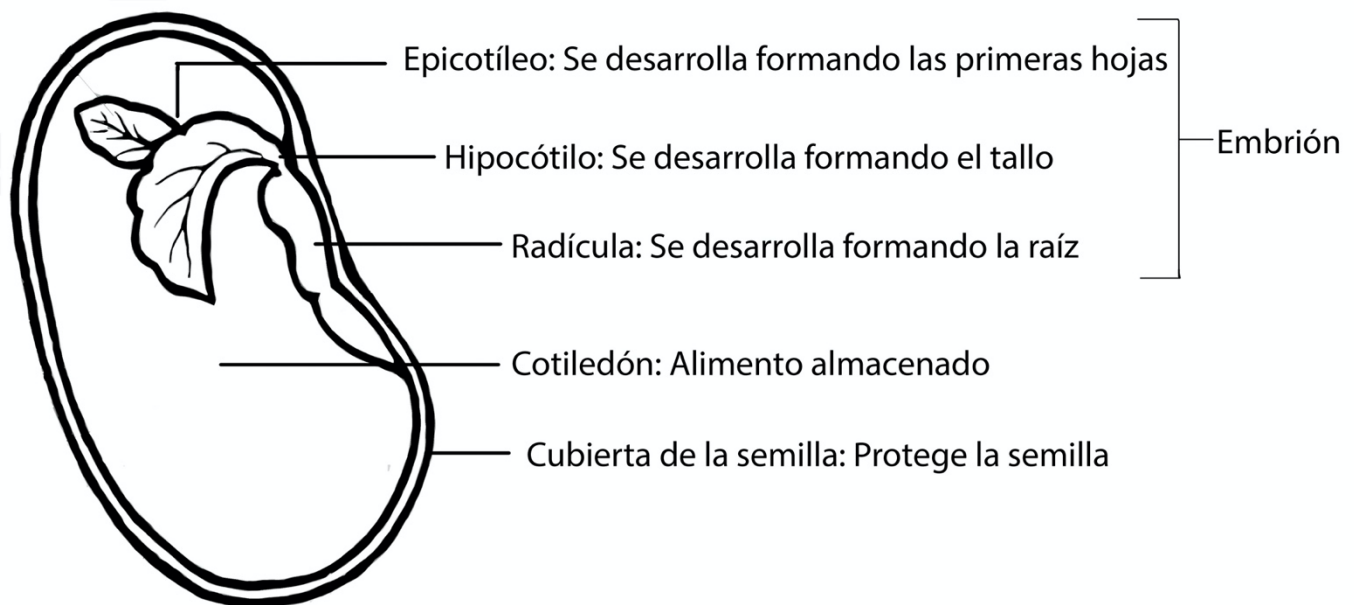 Epicotíleo: Se desarrolla formando las primeras hojas
Hipocótilo: Se desarrolla formando el tallo
Embrión
Radícula: Se desarrolla formando la raíz
Cotiledón: Alimento almacenado
Cubierta de la semilla: Protege la semilla